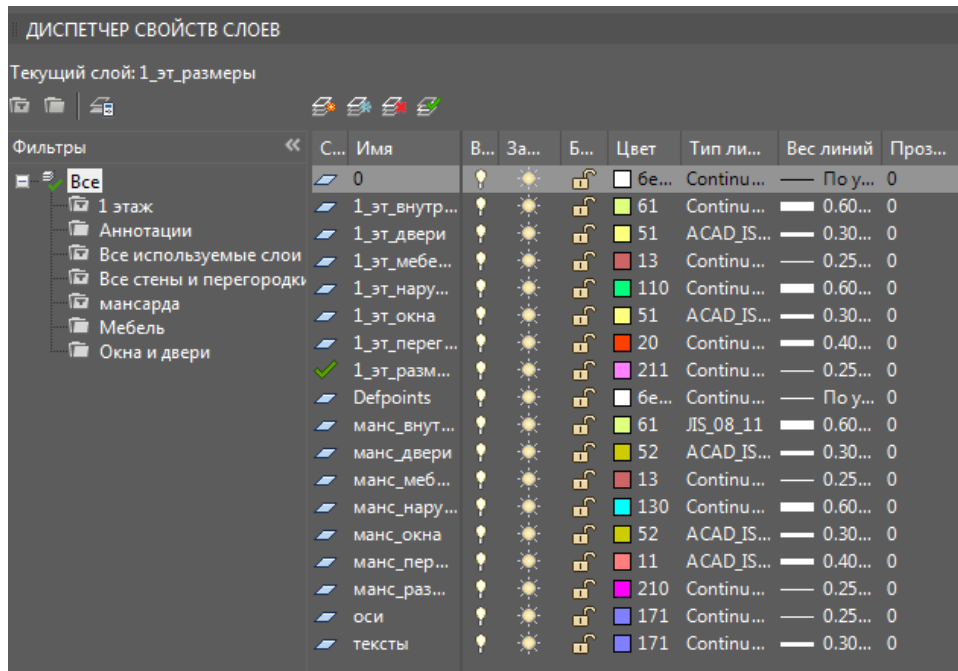 ДИСПЕТЧЕР СВОЙСТВ СЛОЕВ
Текущий слой: 1_эт_размеры
Фильтры
Все
1 этаж
Аннотации
Все используемые слои
Все стены и перегородки
мансарда
Мебель
Окна и двери
С... Имя В... За... Б... Цвет Тип ли... Вес линий Проз...
0 бе... Continu... По у... 0
1_эт_внутр... 61 Continu... 0.60... 0
1_эт_двери 51 ACAD_IS... 0.30... 0
1_эт_мебе... 13 Continu... 0.25... 0
1_эт_нару... 110 Continu... 0.60... 0
1_эт_окна 51 ACAD_IS... 0.30... 0
1_эт_перег... 20 Continu... 0.40... 0
1_эт_разм... 211 Continu... 0.25... 0
Defpoints бе... Continu... По у... 0
манс_внут... 61 JIS_08_11 0.60... 0
манс_двери 52 ACAD_IS... 0.30... 0
манс_меб... 13 Continu... 0.25... 0
манс_нару... 130 Continu... 0.60... 0
манс_окна 52 ACAD_IS... 0.30... 0
манс_пер... 11 ACAD_IS... 0.40... 0
манс_раз... 210 Continu... 0.25... 0
оси 171 Continu... 0.25... 0
тексты 171 Continu... 0.30... 0